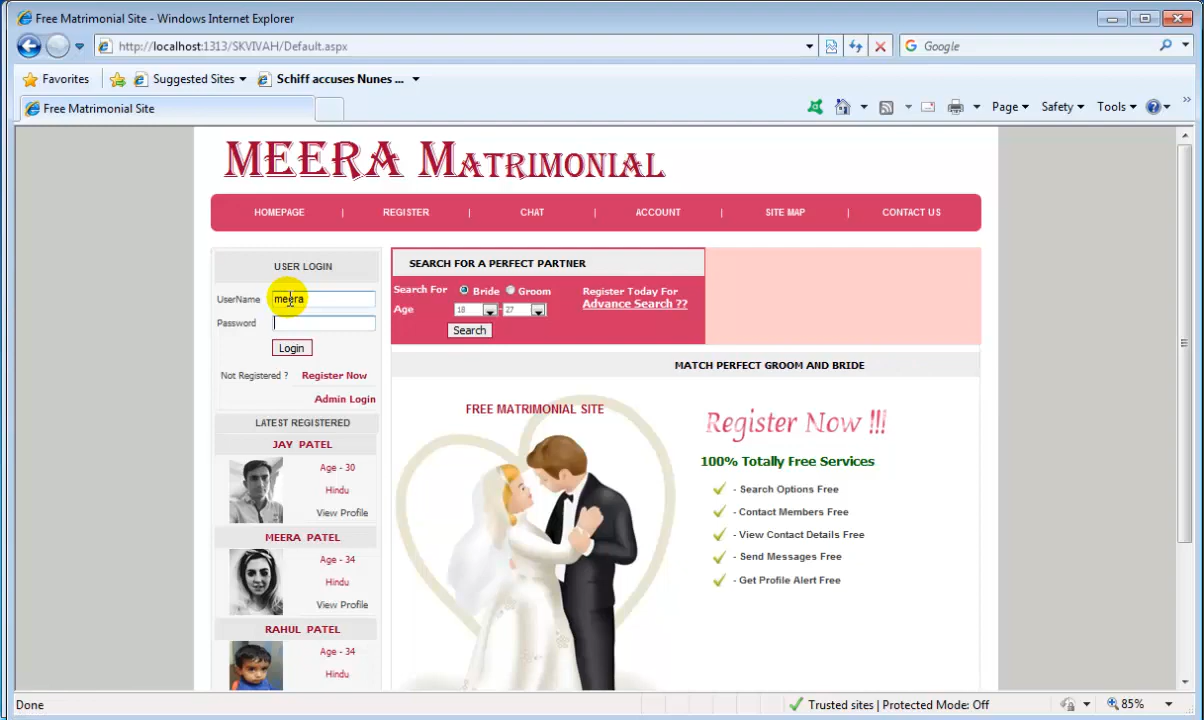 Free Matrimonial Site - Windows Internet Explorer
http://localhost:1313/SKVIVAH/Default.aspx
Google
Favorites
Suggested Sites
Schiff accuses Nunes ...
Free Matrimonial Site
Page
Safety
Tools
MEERA MATRIMONIAL
HOMEPAGE | REGISTER | CHAT | ACCOUNT | SITE MAP | CONTACT US
USER LOGIN
UserName
meera
Password
Login
Not Registered ?
Register Now
Admin Login
LATEST REGISTERED
JAY PATEL
Age - 30
Hindu
View Profile
MEERA PATEL
Age - 34
Hindu
View Profile
RAHUL PATEL
Age - 34
Hindu
SEARCH FOR A PERFECT PARTNER
Search For
Bride
Groom
Age
18
-
27
Search
Register Today For
Advance Search ??
MATCH PERFECT GROOM AND BRIDE
FREE MATRIMONIAL SITE
Register Now !!!
100% Totally Free Services
- Search Options Free
- Contact Members Free
- View Contact Details Free
- Send Messages Free
- Get Profile Alert Free
Done
Trusted sites | Protected Mode: Off
85%